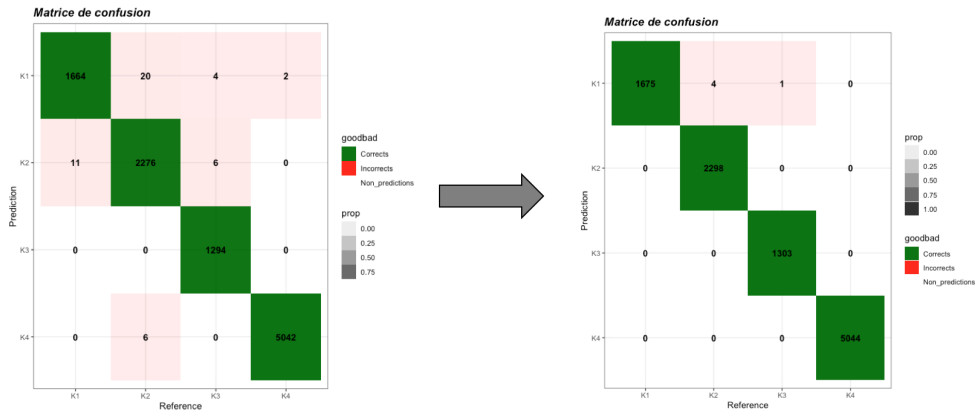 Matrice de confusion
K1
1664 20 4 2
K2
11 2276 6 0
K3
0 0 1294 0
K4
0 6 0 5042
K1 K2 K3 K4
Reference
Prediction
goodbad
Corrects
Incorrects
Non_predictions
prop
0.00
0.25
0.50
0.75
Matrice de confusion
K1
1675 4 1 0
K2
0 2298 0 0
K3
0 0 1303 0
K4
0 0 0 5044
K1 K2 K3 K4
Reference
Prediction
prop
0.00
0.25
0.50
0.75
1.00
goodbad
Corrects
Incorrects
Non_predictions